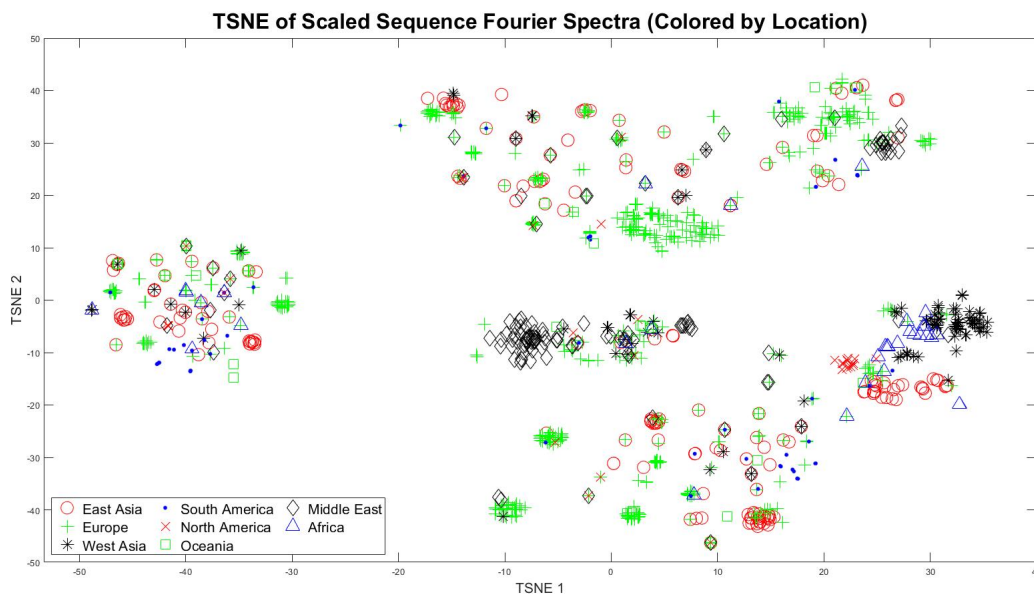 TSNE of Scaled Sequence Fourier Spectra (Colored by Location)
50
40
30
20
10
0
-10
-20
-30
-40
-50
TSNE 2
East Asia South America Middle East
Europe North America Africa
West Asia Oceania
-50 -40 -30 -20 -10 0 10 20 30 40
TSNE 1